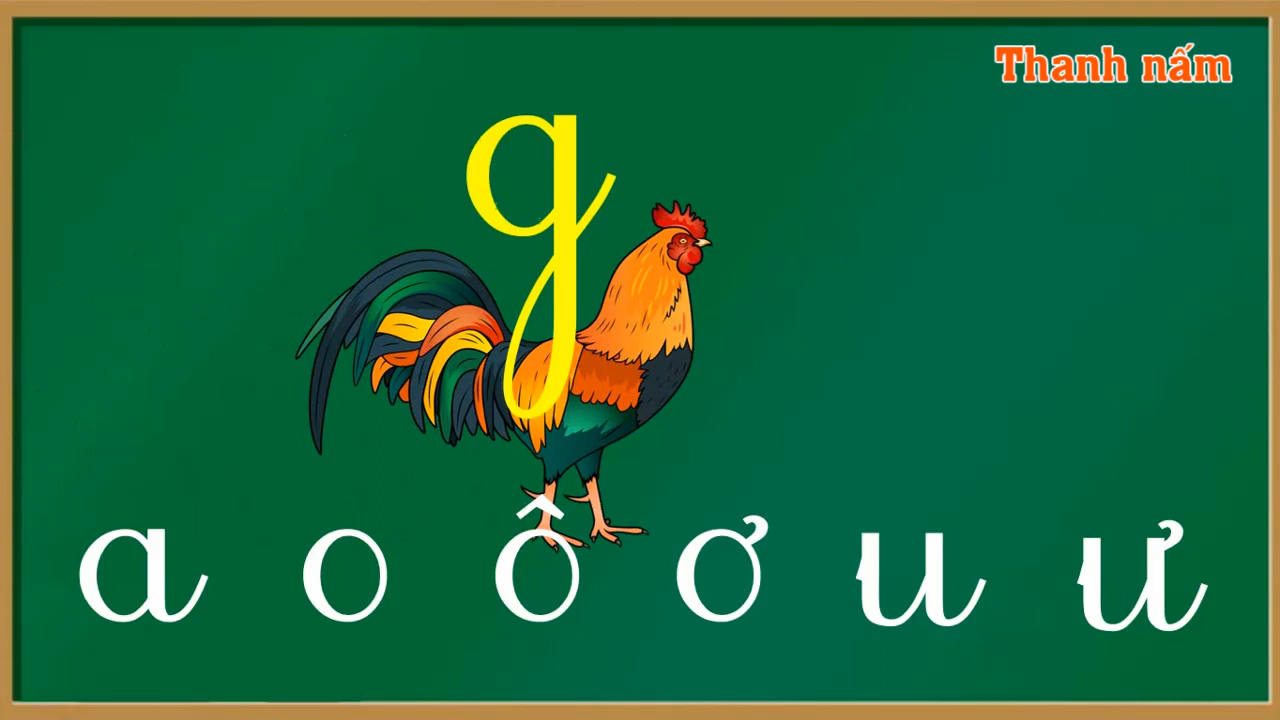 Thanh nấm
g
a o ô ơ u ư